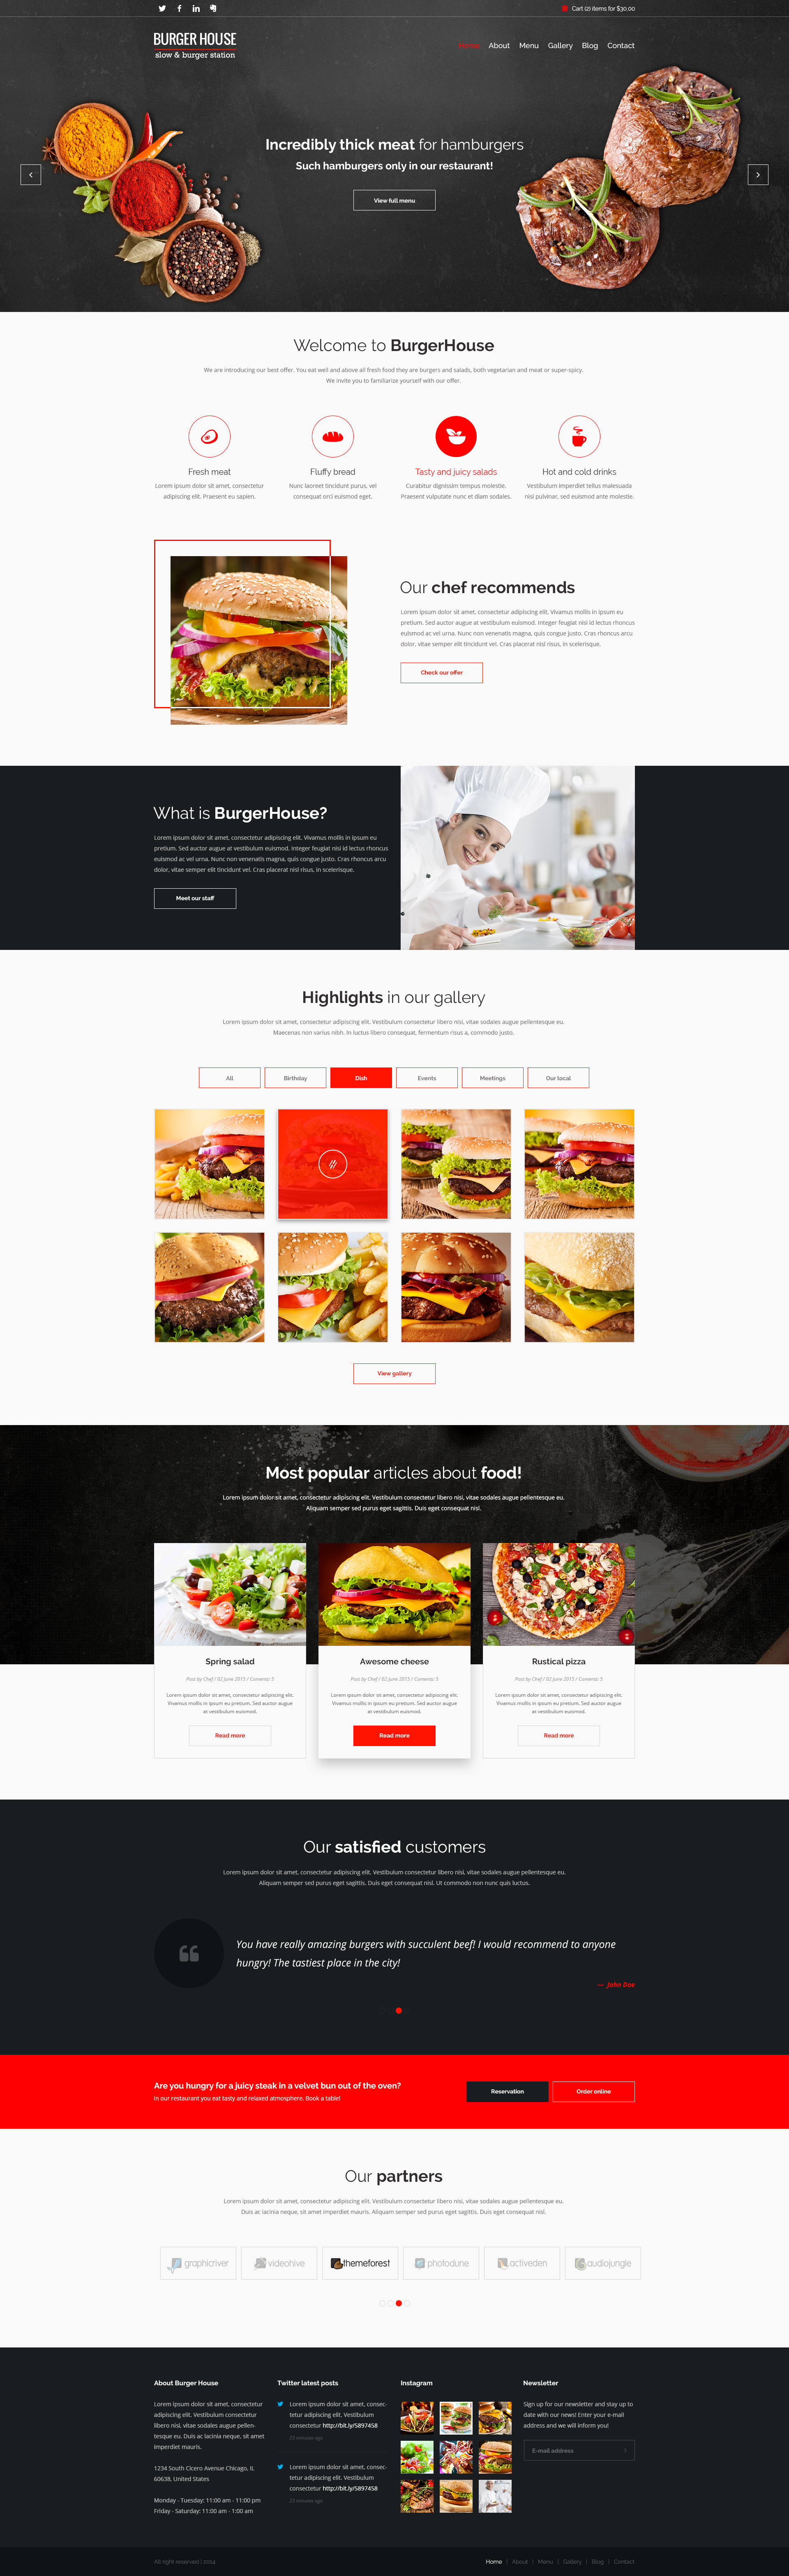 Cart (2) items for $30.00
BURGER HOUSE
slow & burger station
Home About Menu Gallery Blog Contact
Incredibly thick meat for hamburgers
Such hamburgers only in our restaurant!
View full menu
Welcome to BurgerHouse
We are introducing our best offer. You eat well and above all fresh food they are burgers and salads, both vegetarian and meat or super-spicy.
We invite you to familiarize yourself with our offer.
Fresh meat
Lorem ipsum dolor sit amet, consectetur
adipiscing elit. Praesent eu sapien.
Fluffy bread
Nunc laoreet tincidunt purus, vel
consequat orci euismod eget.
Tasty and juicy salads
Curabitur dignissim tempus molestie.
Praesent vulputate nunc et diam sodales.
Hot and cold drinks
Vestibulum imperdiet tellus malesuada
nisi pulvinar, sed euismod ante molestie.
Our chef recommends
Lorem ipsum dolor sit amet, consectetur adipiscing elit. Vivamus mollis in ipsum eu
pretium. Sed auctor augue at vestibulum euismod. Integer feugiat nisi id lectus rhoncus
euismod ac vel urna. Nunc non venenatis magna, quis congue justo. Cras rhoncus arcu
dolor, vitae semper elit tincidunt vel. Cras placerat nisl risus, in scelerisque.
Check our offer
What is BurgerHouse?
Lorem ipsum dolor sit amet, consectetur adipiscing elit. Vivamus mollis in ipsum eu
pretium. Sed auctor augue at vestibulum euismod. Integer feugiat nisi id lectus rhoncus
euismod ac vel urna. Nunc non venenatis magna, quis congue justo. Cras rhoncus arcu
dolor, vitae semper elit tincidunt vel. Cras placerat nisl risus, in scelerisque.
Meet our staff
Highlights in our gallery
Lorem ipsum dolor sit amet, consectetur adipiscing elit. Vestibulum consectetur libero nisi, vitae sodales augue pellentesque eu.
Maecenas non varius nibh. In luctus libero consequat, fermentum risus a, commodo justo.
All Birthday Dish Events Meetings Our local
View gallery
Most popular articles about food!
Lorem ipsum dolor sit amet, consectetur adipiscing elit. Vestibulum consectetur libero nisi, vitae sodales augue pellentesque eu.
Aliquam semper sed purus eget sagittis. Duis eget consequat nisl.
Spring salad
Post by Chef / 02 June 2015 / Coments: 5
Lorem ipsum dolor sit amet, consectetur adipiscing elit.
Vivamus mollis in ipsum eu pretium. Sed auctor augue
at vestibulum euismod.
Read more
Awesome cheese
Post by Chef / 02 June 2015 / Coments: 5
Lorem ipsum dolor sit amet, consectetur adipiscing elit.
Vivamus mollis in ipsum eu pretium. Sed auctor augue
at vestibulum euismod.
Read more
Rustical pizza
Post by Chef / 02 June 2015 / Coments: 5
Lorem ipsum dolor sit amet, consectetur adipiscing elit.
Vivamus mollis in ipsum eu pretium. Sed auctor augue
at vestibulum euismod.
Read more
Our satisfied customers
Lorem ipsum dolor sit amet, consectetur adipiscing elit. Vestibulum consectetur libero nisi, vitae sodales augue pellentesque eu.
Aliquam semper sed purus eget sagittis. Duis eget consequat nisl. Ut commodo non nunc quis luctus.
You have really amazing burgers with succulent beef! I would recommend to anyone
hungry! The tastiest place in the city!
— John Doe
Are you hungry for a juicy steak in a velvet bun out of the oven?
In our restaurant you eat tasty and relaxed atmosphere. Book a table!
Reservation
Order online
Our partners
Lorem ipsum dolor sit amet, consectetur adipiscing elit. Vestibulum consectetur libero nisi, vitae sodales augue pellentesque eu.
Duis ac lacinia neque, sit amet imperdiet mauris. Aliquam semper sed purus eget sagittis. Duis eget consequat nisl.
graphicriver videohive themeforest photodune activeden audiojungle
About Burger House
Lorem ipsum dolor sit amet, consectetur
adipiscing elit. Vestibulum consectetur
libero nisi, vitae sodales augue pellen-
tesque eu. Duis ac lacinia neque, sit amet
imperdiet mauris.
1234 South Cicero Avenue Chicago, IL
60638, United States
Monday - Tuesday: 11:00 am - 11:00 pm
Friday - Saturday: 11:00 am - 1:00 am
Twitter latest posts
Lorem ipsum dolor sit amet, consec-
tetur adipiscing elit. Vestibulum
consectetur http://bit.ly/5897458
23 minutes ago
Lorem ipsum dolor sit amet, consec-
tetur adipiscing elit. Vestibulum
consectetur http://bit.ly/5897458
23 minutes ago
Instagram
Newsletter
Sign up for our newsletter and stay up to
date with our news! Enter your e-mail
address and we will inform you!
E-mail address
All right reserved | 2014
Home | About | Menu | Gallery | Blog | Contact